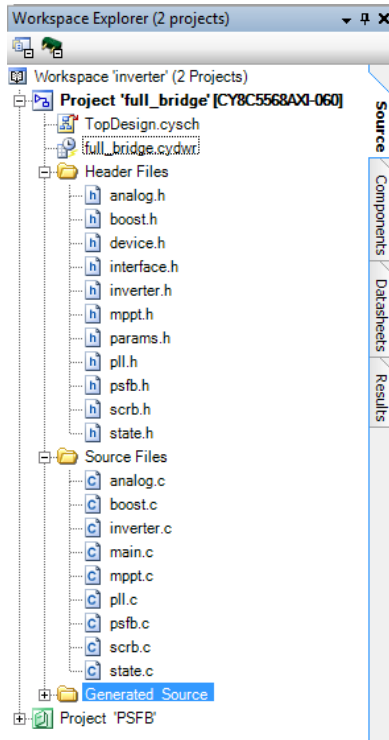 Workspace Explorer (2 projects)
Workspace 'inverter' (2 Projects)
Project 'full_bridge' [CY8C5568AXI-060]
TopDesign.cysch
full_bridge.cydwr
Header Files
analog.h
boost.h
device.h
interface.h
inverter.h
mppt.h
params.h
pll.h
psfb.h
scrb.h
state.h
Source Files
analog.c
boost.c
inverter.c
main.c
mppt.c
pll.c
psfb.c
scrb.c
state.c
Generated_Source
Project 'PSFB'
Source
Components
Datasheets
Results